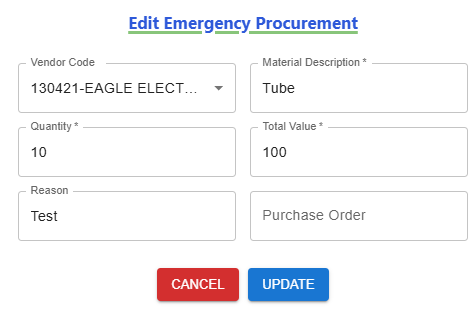 Edit Emergency Procurement
Vendor Code
Material Description *
130421-EAGLE ELECT...
Tube
Quantity *
Total Value *
10
100
Reason
Test
Purchase Order
CANCEL
UPDATE